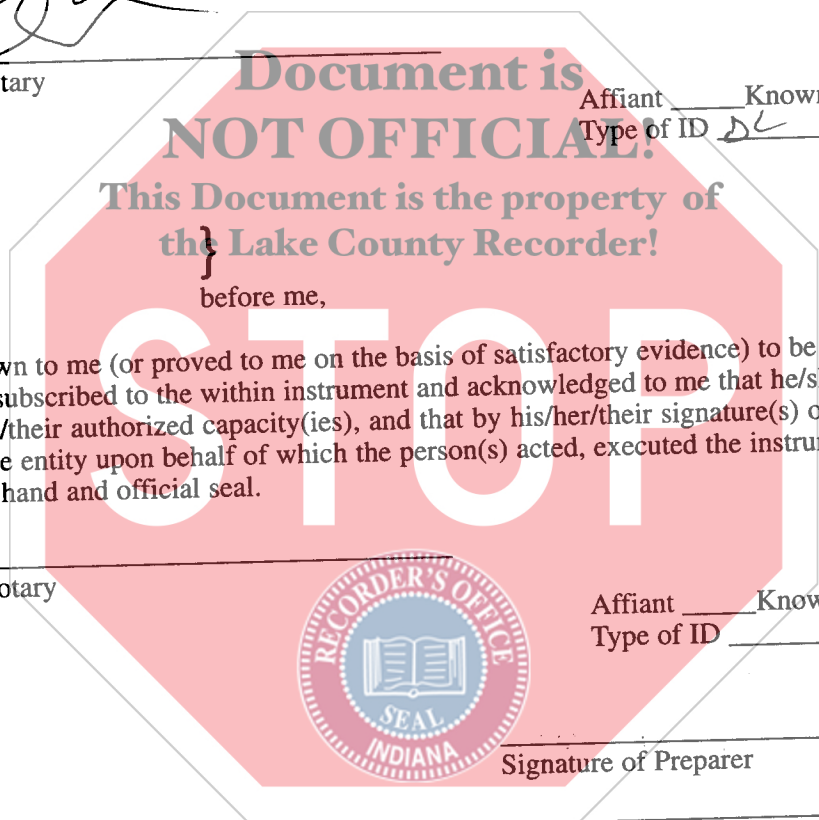 tary
Document is
Affiant _____Known
NOT OFFICIAL!
Type of ID DL
This Document is the property of
the Lake County Recorder!
}
before me,
STOP
wn to me (or proved to me on the basis of satisfactory evidence) to be
subscribed to the within instrument and acknowledged to me that he/s
/their authorized capacity(ies), and that by his/her/their signature(s) o
e entity upon behalf of which the person(s) acted, executed the instru
hand and official seal.
otary
Affiant _____Know
Type of ID
RECORDER'S OFFICE
SEAL
INDIANA
Signature of Preparer